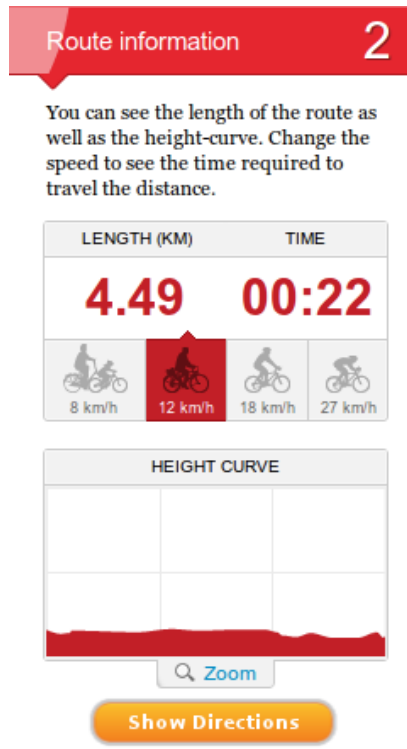 Route information 2
You can see the length of the route as
well as the height-curve. Change the
speed to see the time required to
travel the distance.
LENGTH (KM) TIME
4.49 00:22
8 km/h 12 km/h 18 km/h 27 km/h
HEIGHT CURVE
Zoom
Show Directions